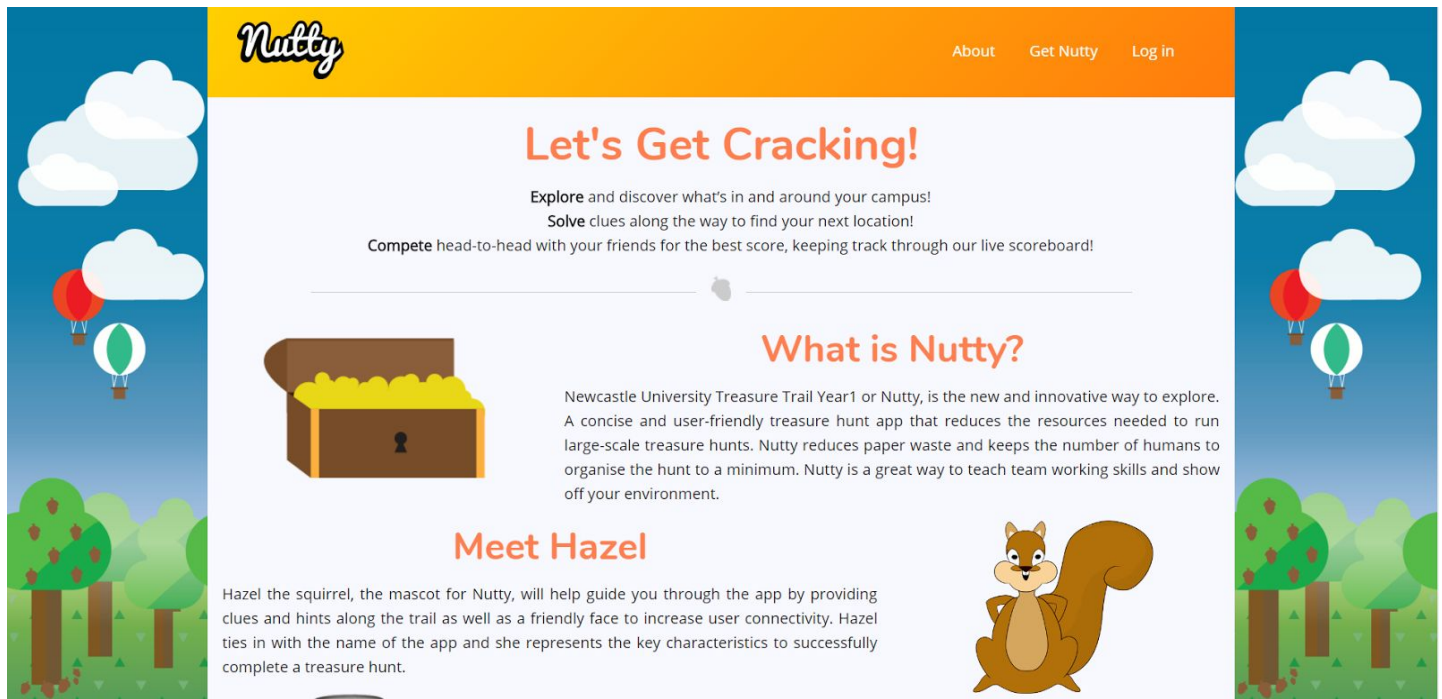 Nutty
About Get Nutty Log in
Let's Get Cracking!
Explore and discover what's in and around your campus!
Solve clues along the way to find your next location!
Compete head-to-head with your friends for the best score, keeping track through our live scoreboard!
What is Nutty?
Newcastle University Treasure Trail Year1 or Nutty, is the new and innovative way to explore.
A concise and user-friendly treasure hunt app that reduces the resources needed to run
large-scale treasure hunts. Nutty reduces paper waste and keeps the number of humans to
organise the hunt to a minimum. Nutty is a great way to teach team working skills and show
off your environment.
Meet Hazel
Hazel the squirrel, the mascot for Nutty, will help guide you through the app by providing
clues and hints along the trail as well as a friendly face to increase user connectivity. Hazel
ties in with the name of the app and she represents the key characteristics to successfully
complete a treasure hunt.